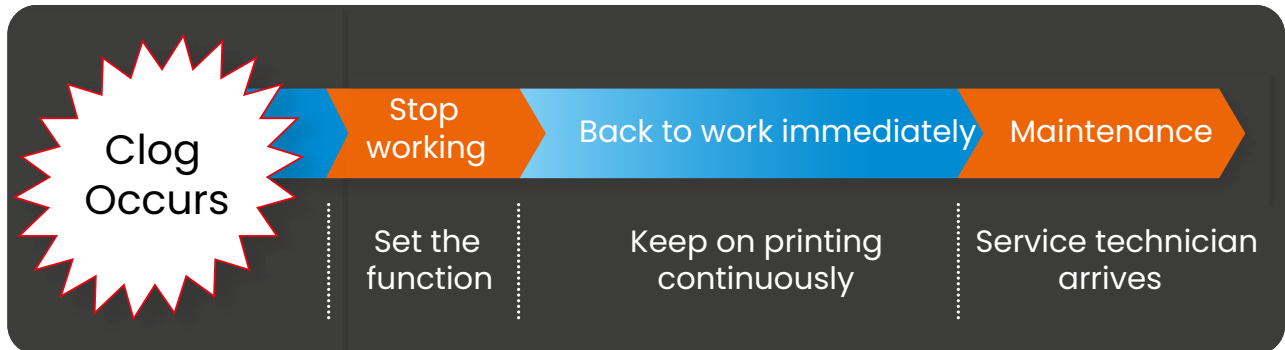 Clog
Occurs
Stop
working
Back to work immediately
Maintenance
Set the
function
Keep on printing
continuously
Service technician
arrives